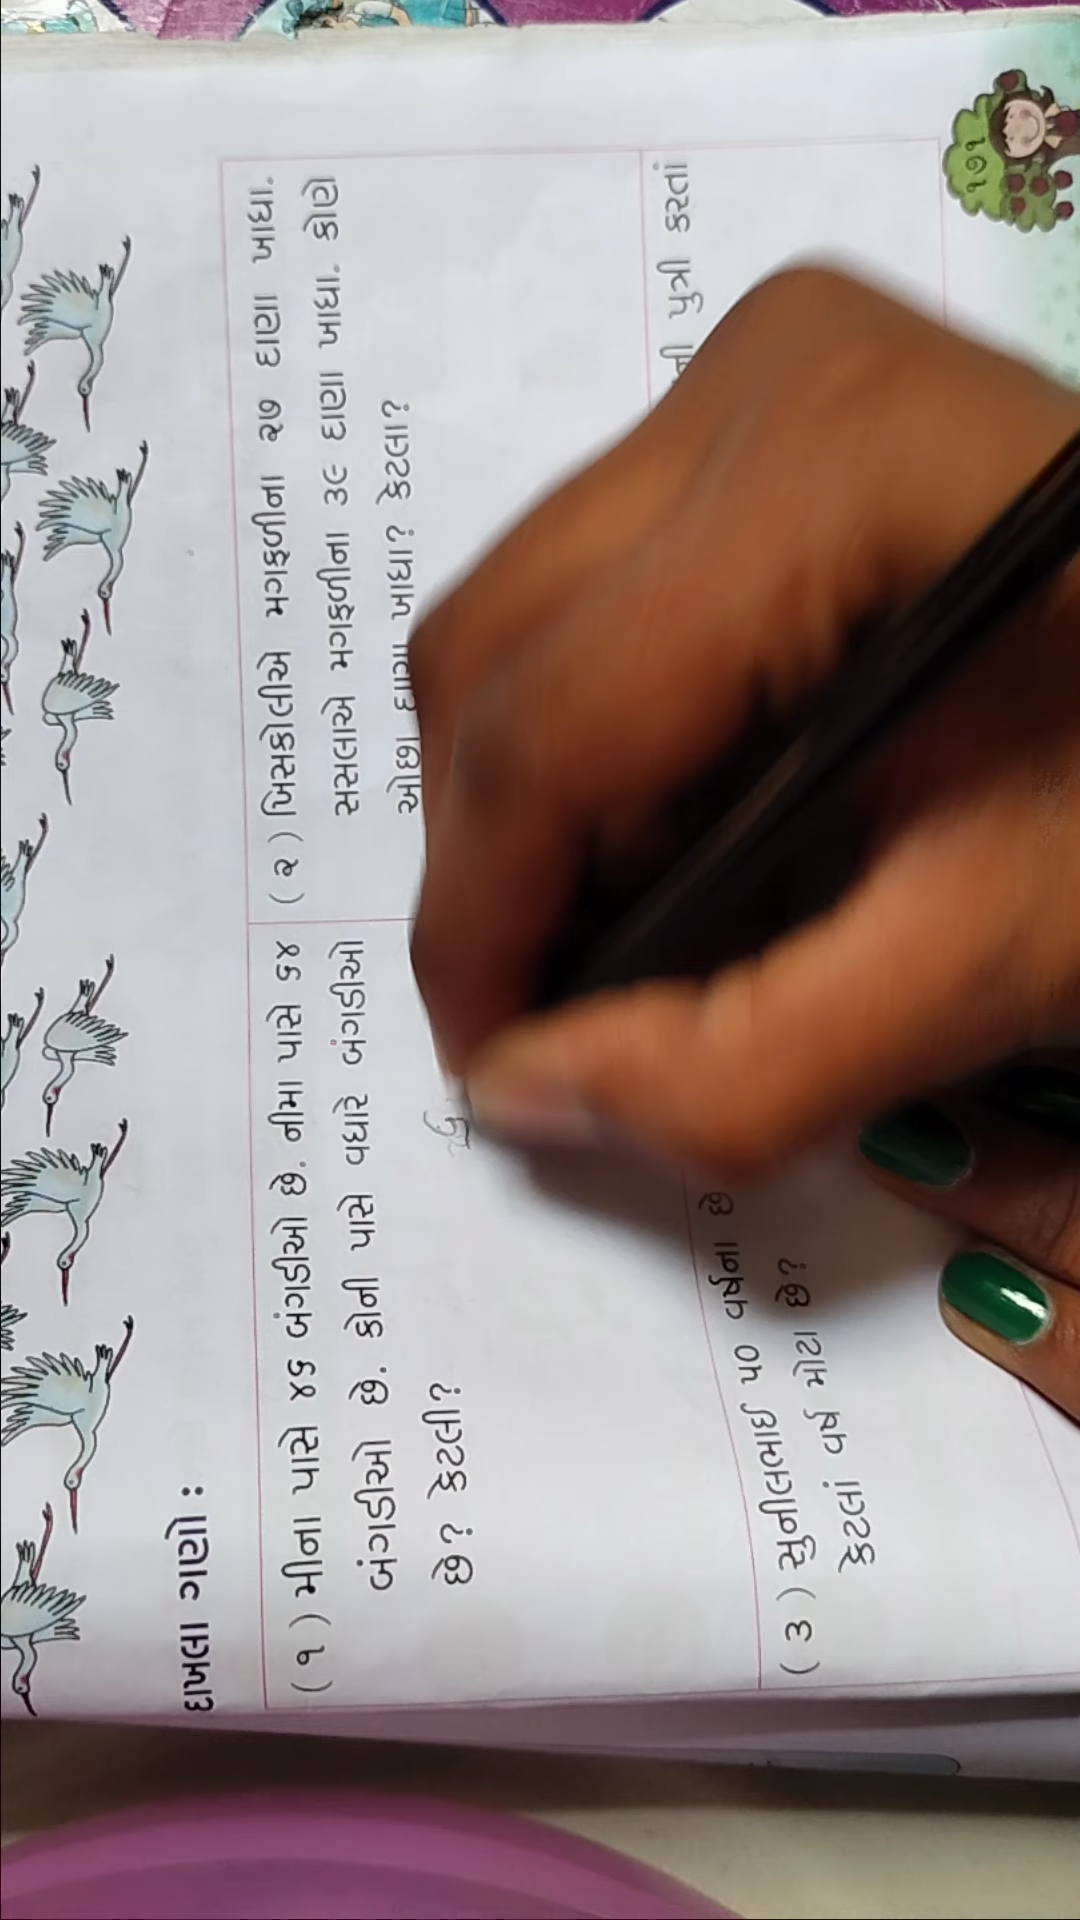 દાખલા ગણો :
(૧) મીના પાસે ૪૬ બંગડીઓ છે. નીમા પાસે ૬૪
બંગડીઓ છે. કોની પાસે વધારે બંગડીઓ
છે? કેટલી?
(૨) ખિસકોલીએ મગફળીના ૨૭ દાણા ખાધા.
સસલાએ મગફળીના ૩૮ દાણા ખાધા. કોણે
ઓછા દાણા ખાધા? કેટલા?
(૩) સુનીલભાઈ ૫૦ વર્ષના છે
પુત્રી કરતાં
કેટલાં વર્ષ મોટા છે?
૧૭૧